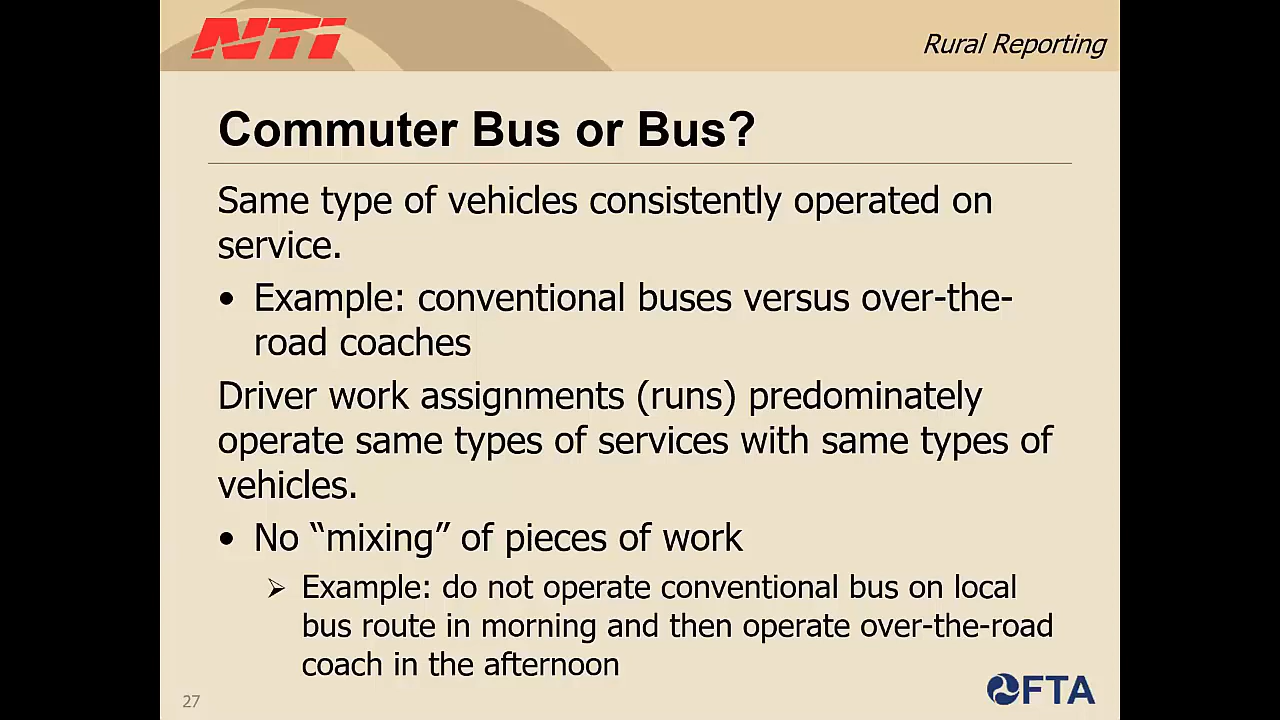 NTI
Rural Reporting
Commuter Bus or Bus?
Same type of vehicles consistently operated on
service.
• Example: conventional buses versus over-the-
road coaches
Driver work assignments (runs) predominately
operate same types of services with same types of
vehicles.
• No “mixing” of pieces of work
➢ Example: do not operate conventional bus on local
bus route in morning and then operate over-the-road
coach in the afternoon
27
FTA